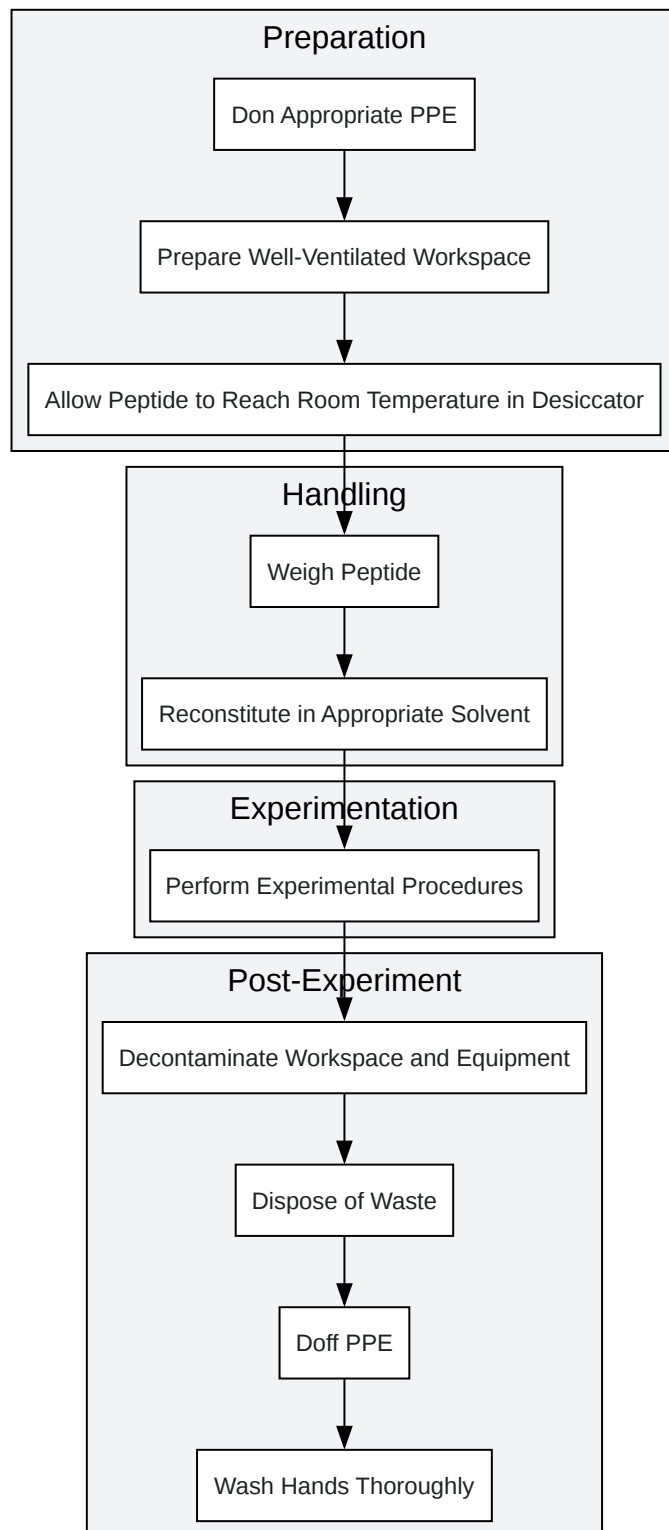 Preparation
Don Appropriate PPE
Prepare Well-Ventilated Workspace
Allow Peptide to Reach Room Temperature in Desiccator
Handling
Weigh Peptide
Reconstitute in Appropriate Solvent
Experimentation
Perform Experimental Procedures
Post-Experiment
Decontaminate Workspace and Equipment
Dispose of Waste
Doff PPE
Wash Hands Thoroughly